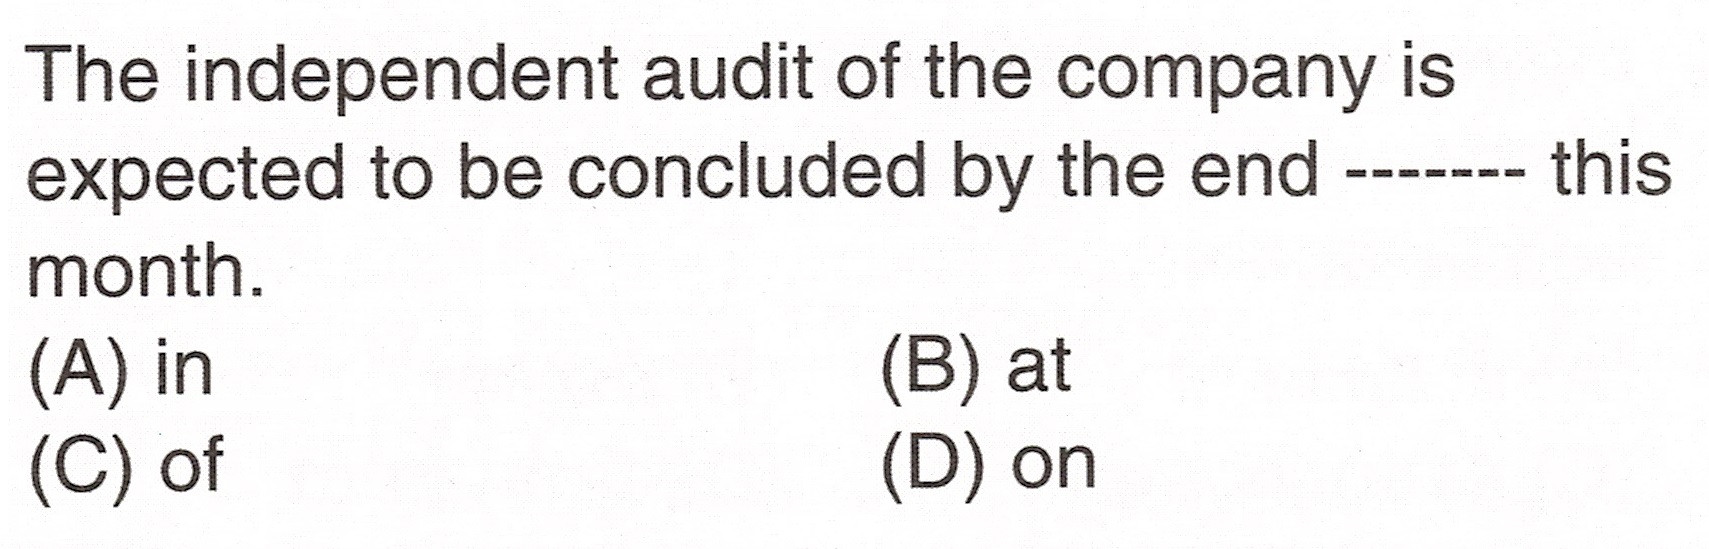 The independent audit of the company is
expected to be concluded by the end ------- this
month.
(A) in (B) at
(C) of (D) on